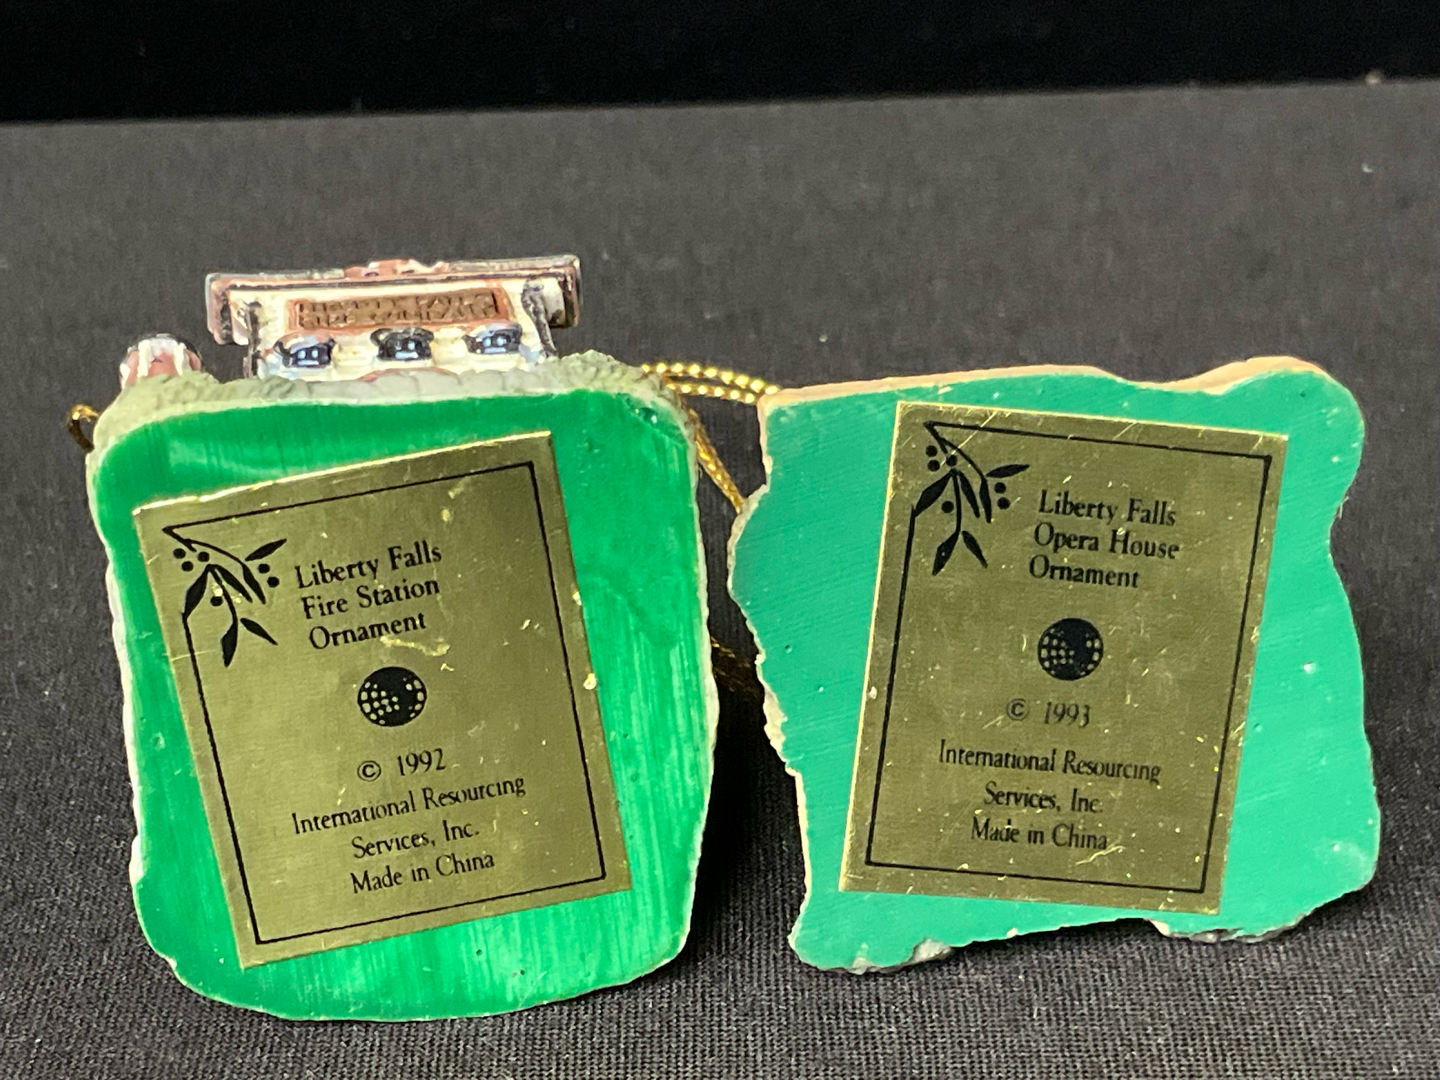 Liberty Falls
Fire Station
Ornament
© 1992
International Resourcing
Services, Inc.
Made in China
Liberty Falls
Opera House
Ornament
© 1993
International Resourcing
Services, Inc.
Made in China